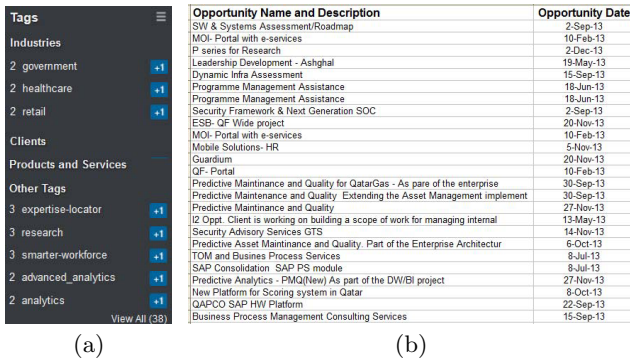 Tags
Industries
2 government +1
2 healthcare +1
2 retail +1
Clients
Products and Services
Other Tags
3 expertise-locator +1
3 research +1
3 smarter-workforce +1
2 advanced_analytics +1
2 analytics +1
View All (38)
(a)
Opportunity Name and Description Opportunity Date
SW & Systems Assessment/Roadmap 2-Sep-13
MOI- Portal with e-services 10-Feb-13
P series for Research 2-Dec-13
Leadership Development - Ashghal 19-May-13
Dynamic Infra Assessment 15-Sep-13
Programme Management Assistance 18-Jun-13
Programme Management Assistance 18-Jun-13
Security Framework & Next Generation SOC 2-Sep-13
ESB- QF Wide project 20-Nov-13
MOI- Portal with e-services 10-Feb-13
Mobile Solutions- HR 5-Nov-13
Guardium 20-Nov-13
QF- Portal 10-Feb-13
Predictive Maintinance and Quality for QatarGas - As pare of the enterprise 30-Sep-13
Predictive Maintenance and Quality Extending the Asset Management implement 30-Sep-13
Predictive Maintinance and Quality 27-Nov-13
I2 Oppt. Client is working on building a scope of work for managing internal 13-May-13
Security Advisory Services GTS 14-Nov-13
Predictive Asset Maintinance and Quality. Part of the Enterprise Architectur 6-Oct-13
TOM and Busines Process Services 8-Jul-13
SAP Consolidation SAP PS module 8-Jul-13
Predictive Analytics - PMQ(New) As part of the DW/BI project 27-Nov-13
New Platform for Scoring system in Qatar 8-Oct-13
QAPCO SAP HW Platform 22-Sep-13
Business Process Management Consulting Services 15-Sep-13
(b)